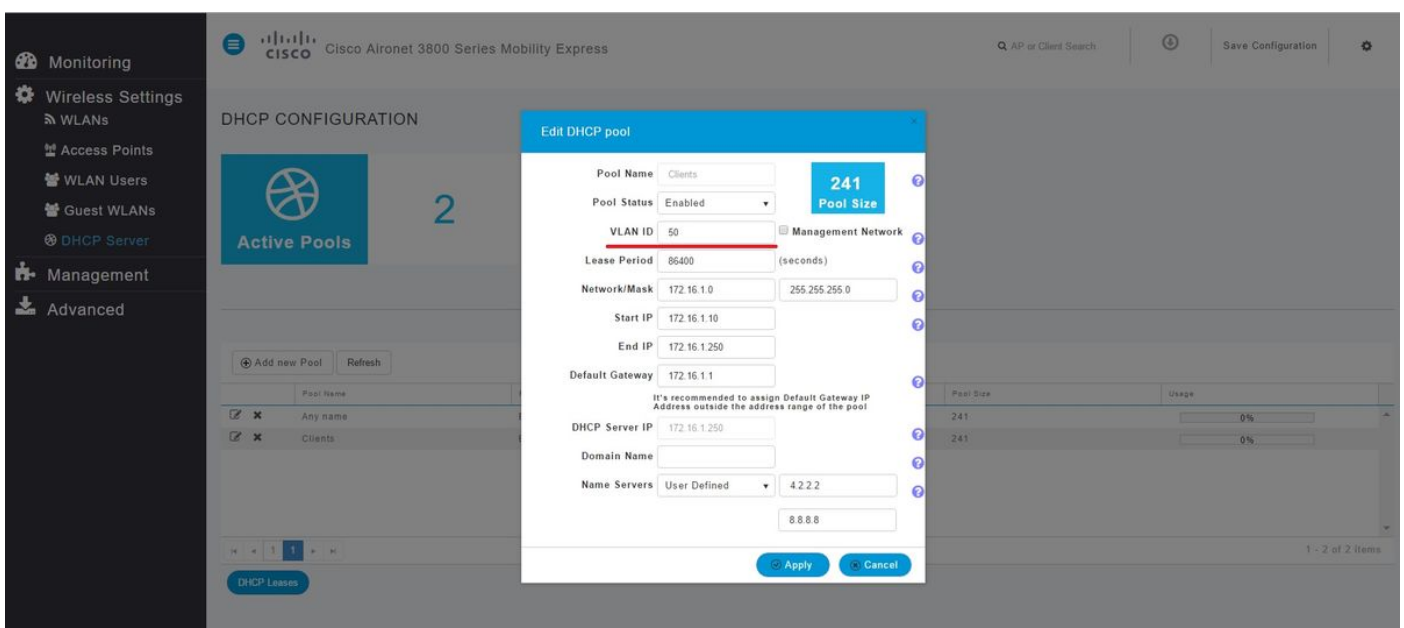 Monitoring
Wireless Settings
WLANs
Access Points
WLAN Users
Guest WLANs
DHCP Server
Management
Advanced
CISCO Cisco Aironet 3800 Series Mobility Express
AP or Client Search
Save Configuration
DHCP CONFIGURATION
Active Pools
2
Add new Pool Refresh
Pool Name Pool Size Usage
Any name 241 0%
Clients 241 0%
1 1
1 - 2 of 2 items
DHCP Leases
Edit DHCP pool
Pool Name Clients
241
Pool Size
Pool Status Enabled
VLAN ID 50 Management Network
Lease Period 86400 (seconds)
Network/Mask 172.16.1.0 255.255.255.0
Start IP 172.16.1.10
End IP 172.16.1.250
Default Gateway 172.16.1.1
It's recommended to assign Default Gateway IP
Address outside the address range of the pool
DHCP Server IP 172.16.1.250
Domain Name
Name Servers User Defined 4.2.2.2
8.8.8.8
Apply Cancel